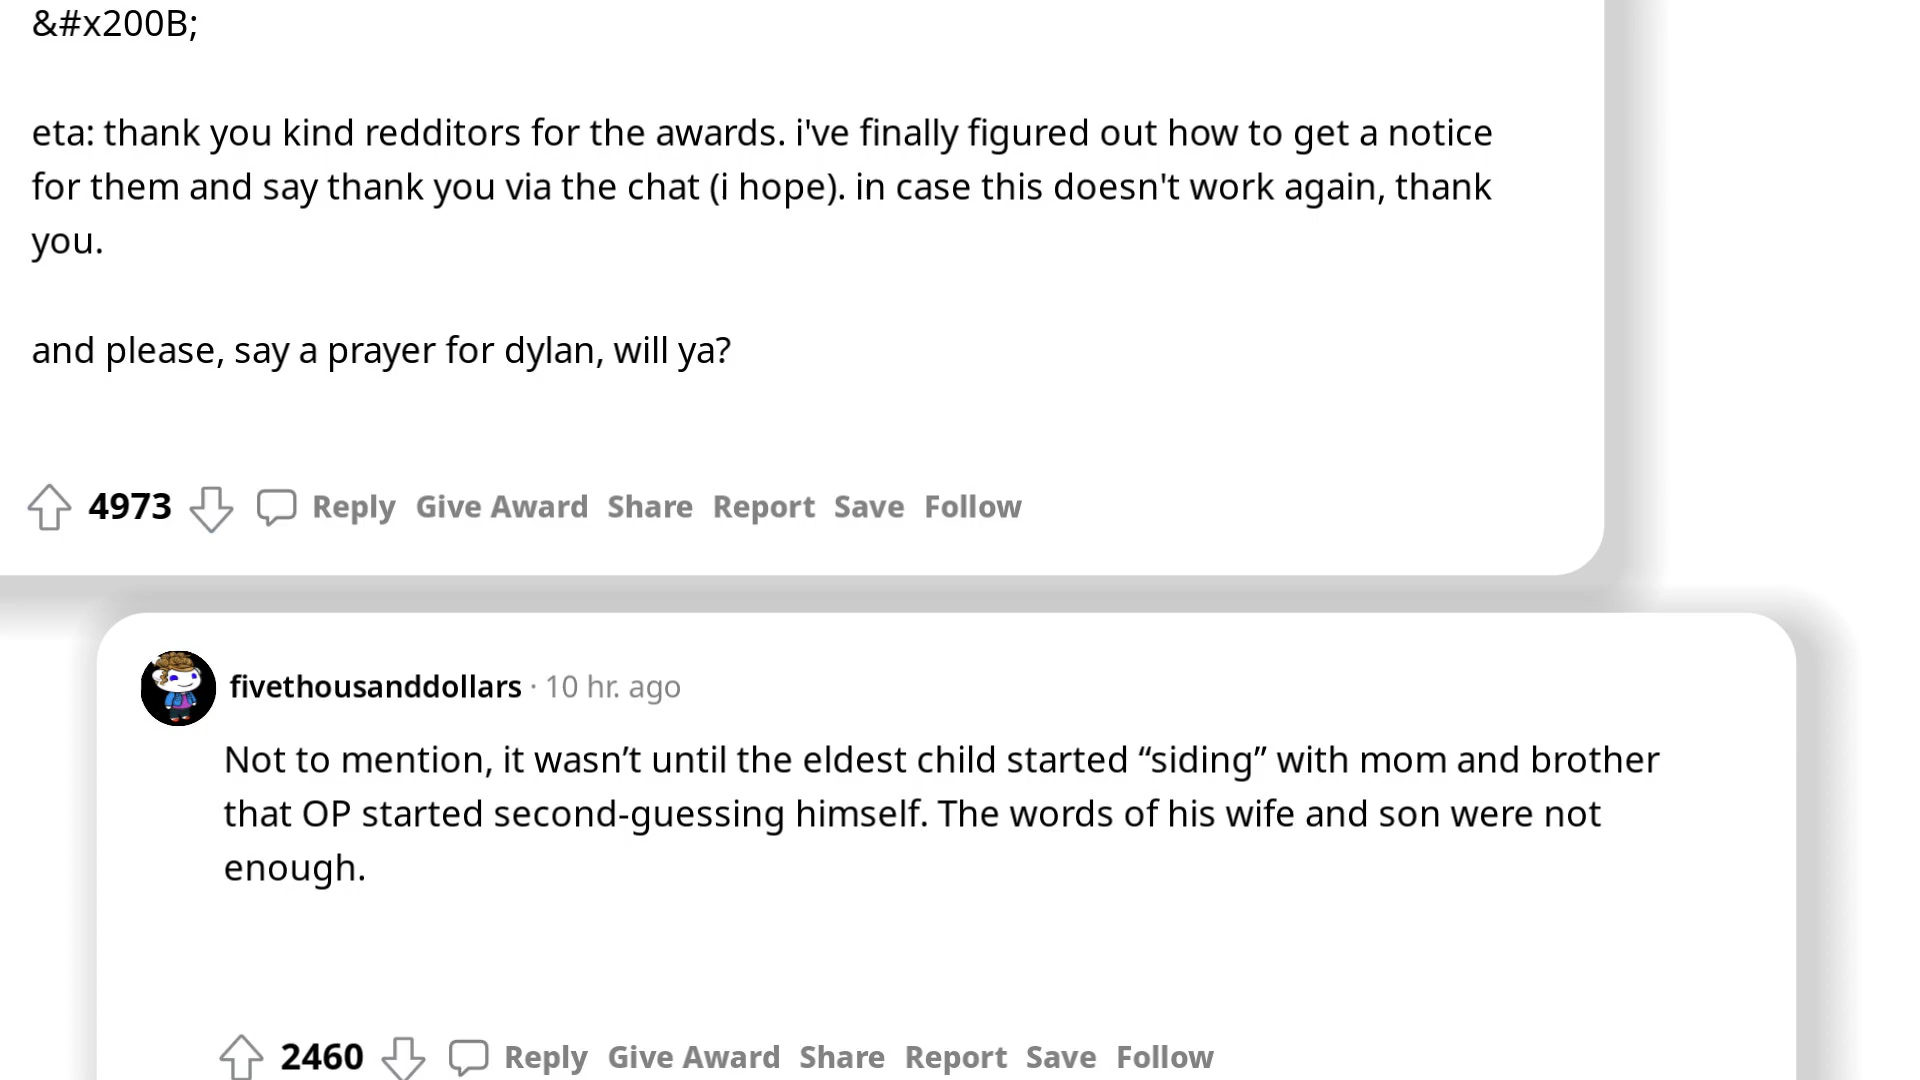 &#x200B;
eta: thank you kind redditors for the awards. i've finally figured out how to get a notice
for them and say thank you via the chat (i hope). in case this doesn't work again, thank
you.
and please, say a prayer for dylan, will ya?
4973 Reply Give Award Share Report Save Follow
fivethousanddollars · 10 hr. ago
Not to mention, it wasn’t until the eldest child started “siding” with mom and brother
that OP started second-guessing himself. The words of his wife and son were not
enough.
2460 Reply Give Award Share Report Save Follow